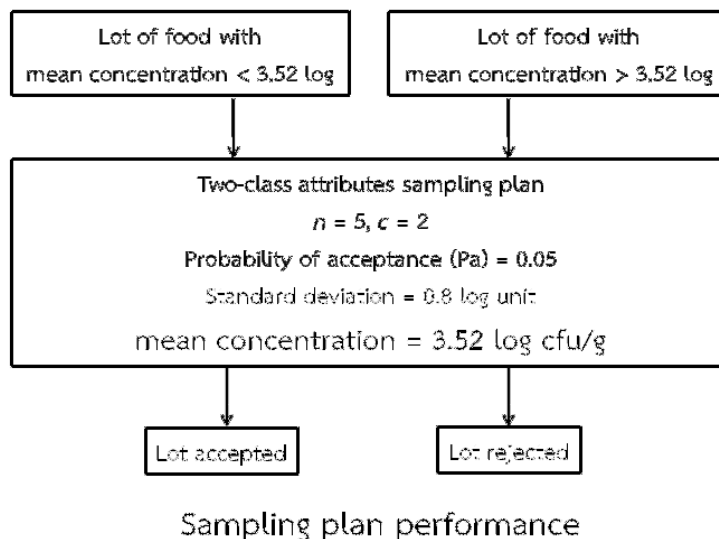 Lot of food with
mean concentration < 3.52 log
Lot of food with
mean concentration > 3.52 log
Two-class attributes sampling plan
n = 5, c = 2
Probability of acceptance (Pa) = 0.05
Standard deviation = 0.8 log unit
mean concentration = 3.52 log cfu/g
Lot accepted
Lot rejected
Sampling plan performance